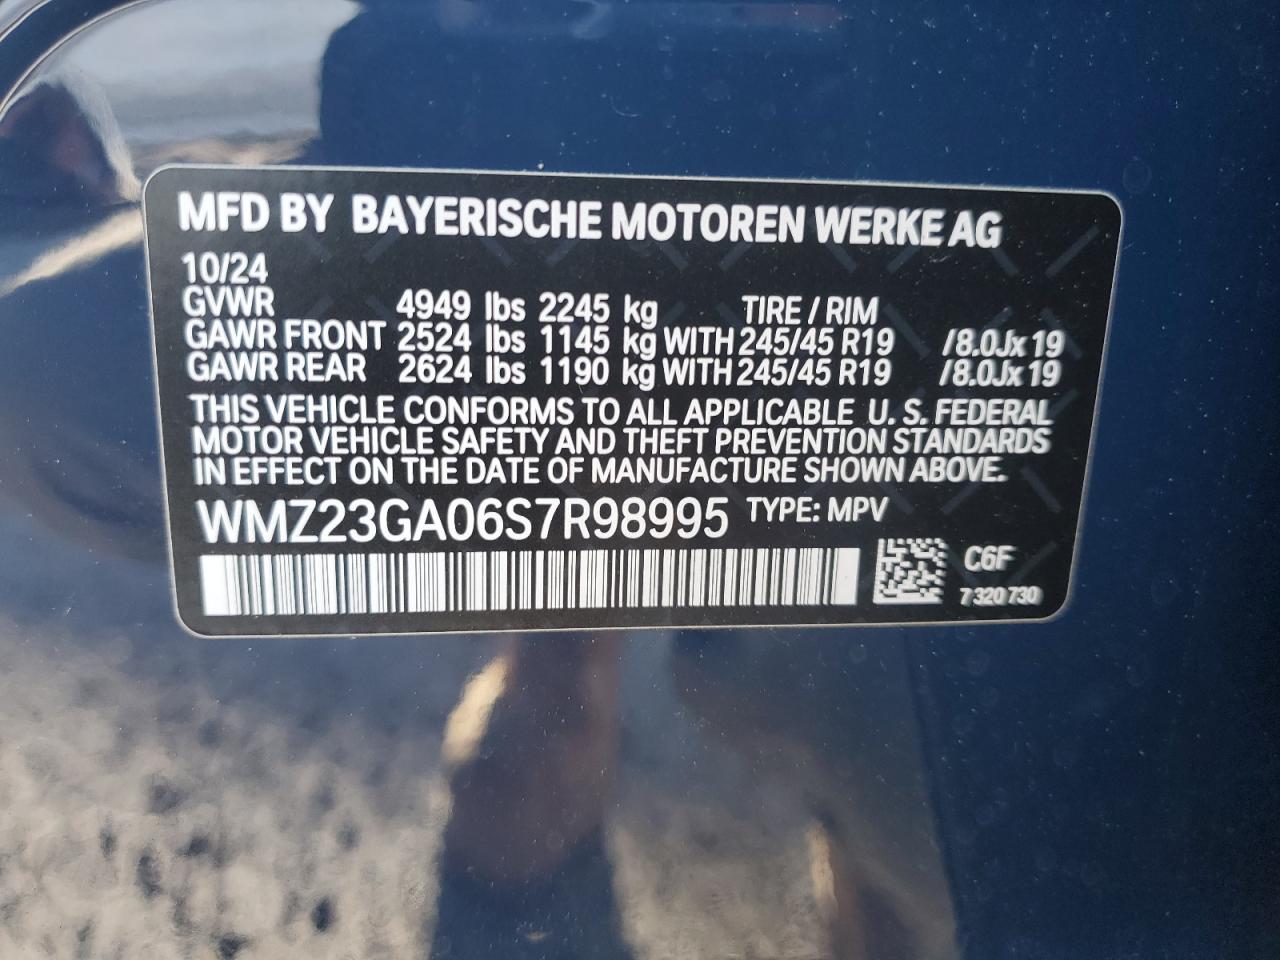 MFD BY BAYERISCHE MOTOREN WERKE AG
10/24
GVWR 4949 lbs 2245 kg TIRE / RIM
GAWR FRONT 2524 lbs 1145 kg WITH 245/45 R19 /8.0Jx19
GAWR REAR 2624 lbs 1190 kg WITH 245/45 R19 /8.0Jx19
THIS VEHICLE CONFORMS TO ALL APPLICABLE U. S. FEDERAL
MOTOR VEHICLE SAFETY AND THEFT PREVENTION STANDARDS
IN EFFECT ON THE DATE OF MANUFACTURE SHOWN ABOVE.
WMZ23GA06S7R98995 TYPE: MPV
C6F
7 320 730